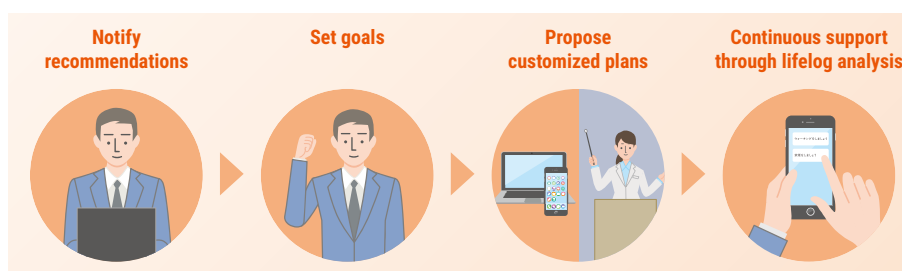 Notify
recommendations
Set goals
Propose
customized plans
Continuous support
through lifelog analysis